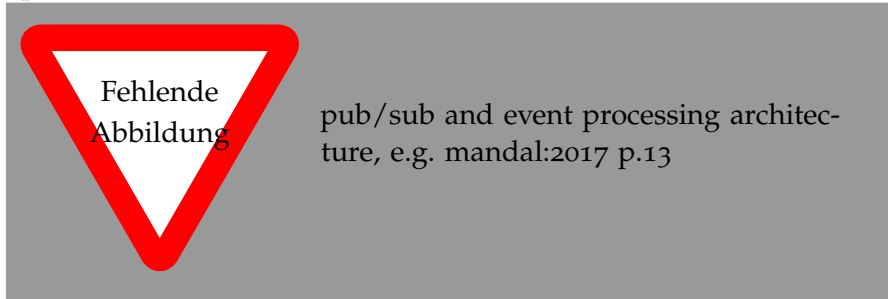 Fehlende
Abbildung
pub/sub and event processing architec-
ture, e.g. mandal:2017 p.13